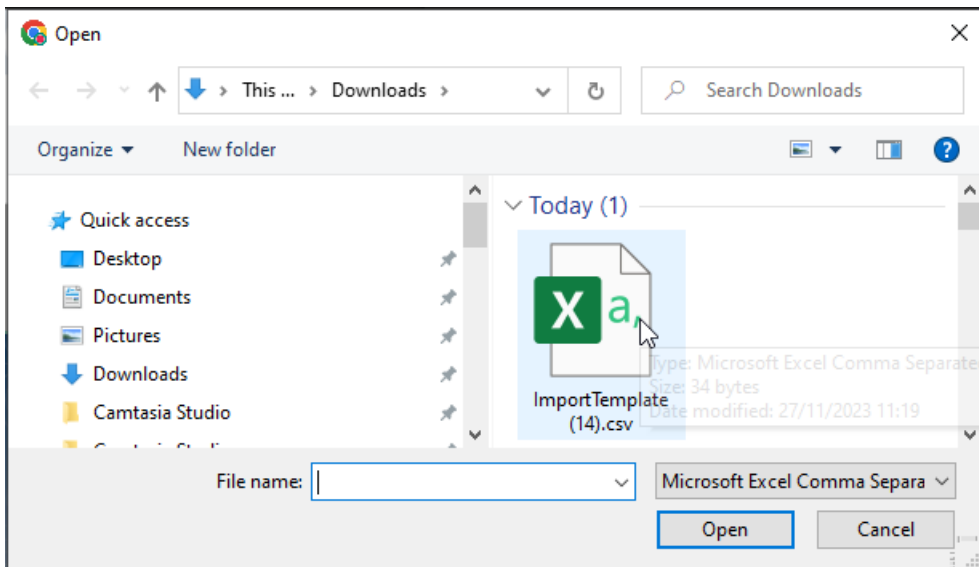 Open
This ... > Downloads >
Search Downloads
Organize
New folder
Today (1)
Quick access
Desktop
Documents
Pictures
Downloads
Camtasia Studio
X a,
ImportTemplate
(14).csv
Type: Microsoft Excel Comma Separate
Size: 34 bytes
Date modified: 27/11/2023 11:19
File name:
Microsoft Excel Comma Separa
Open
Cancel